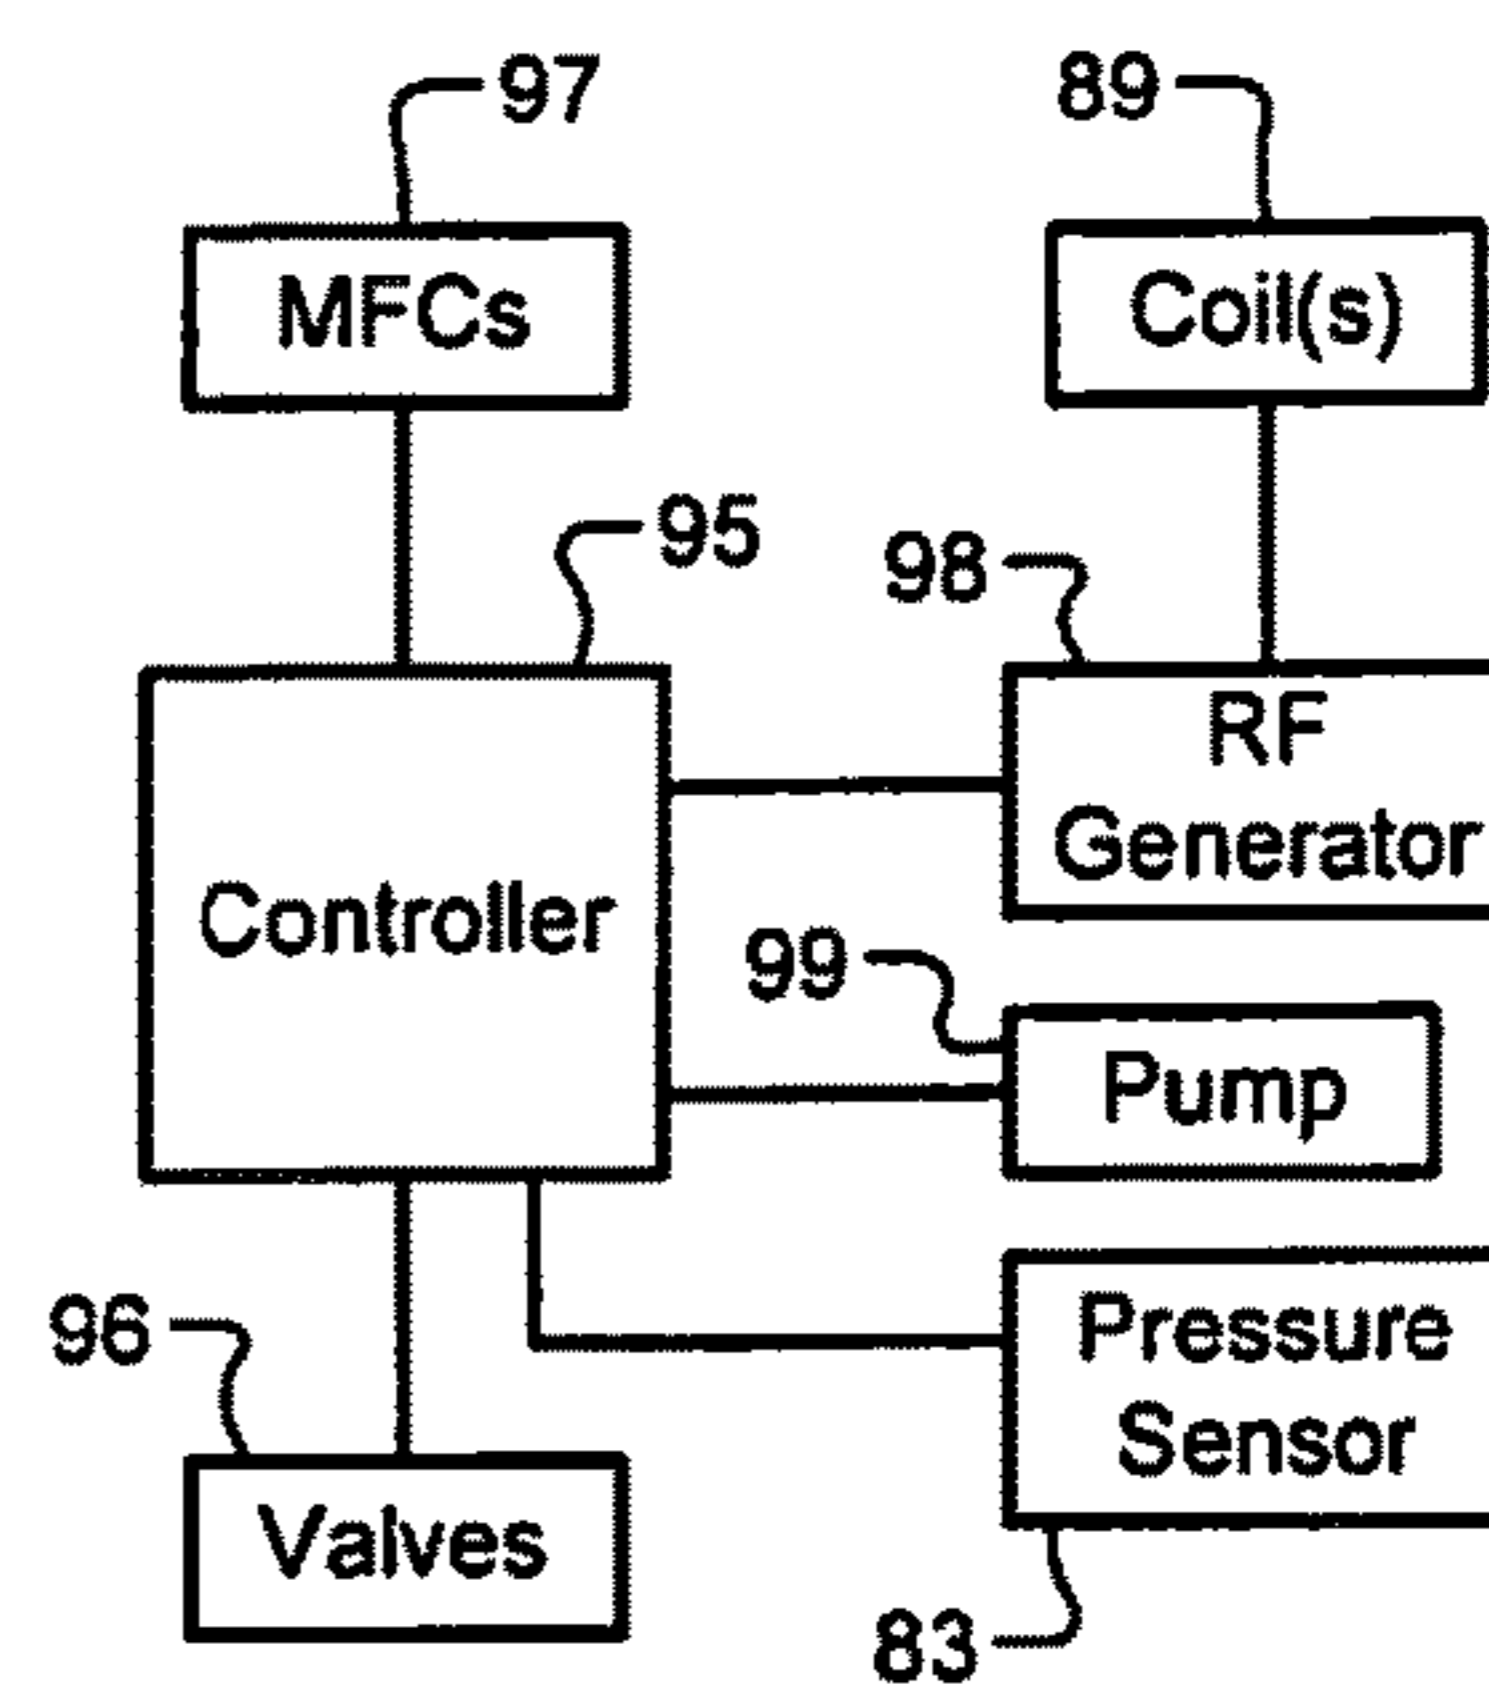 97
89
MFCs
Coil(s)
95
98
RF
Generator
Controller
99
Pump
96
Pressure
Sensor
Valves
83